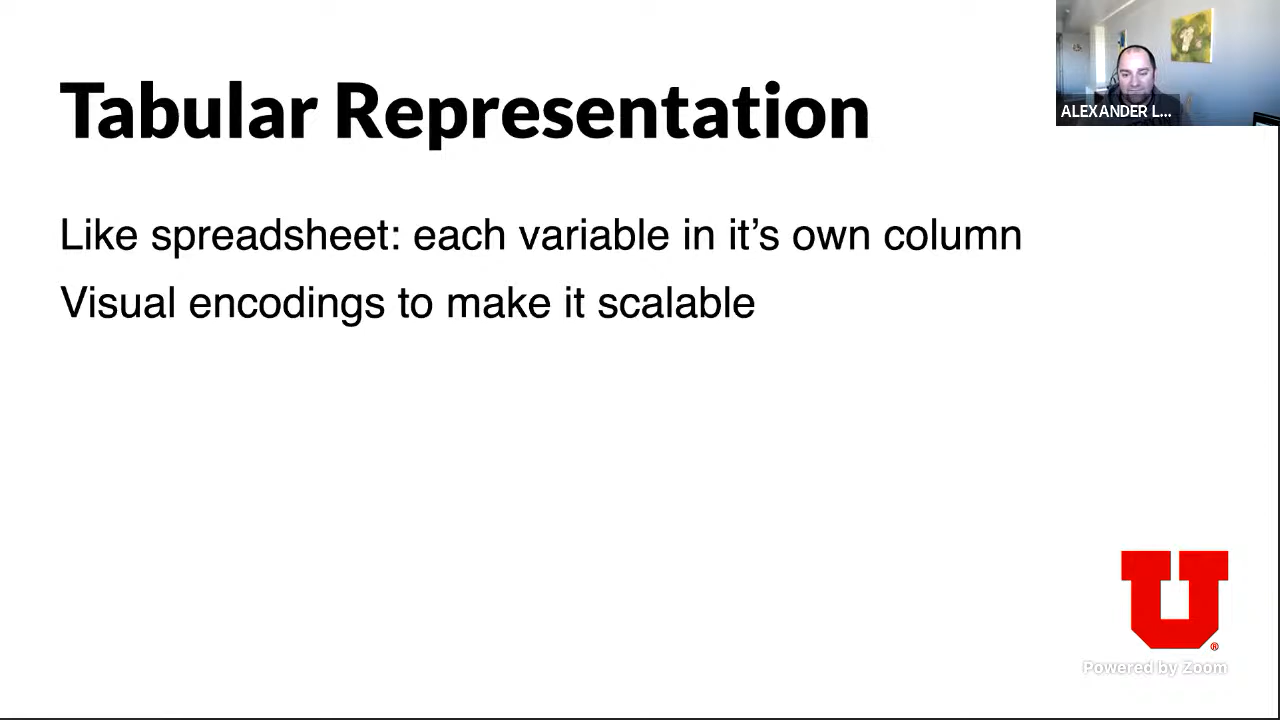 Tabular Representation
ALEXANDER L...
Like spreadsheet: each variable in it’s own column
Visual encodings to make it scalable
U
®
Powered by Zoom